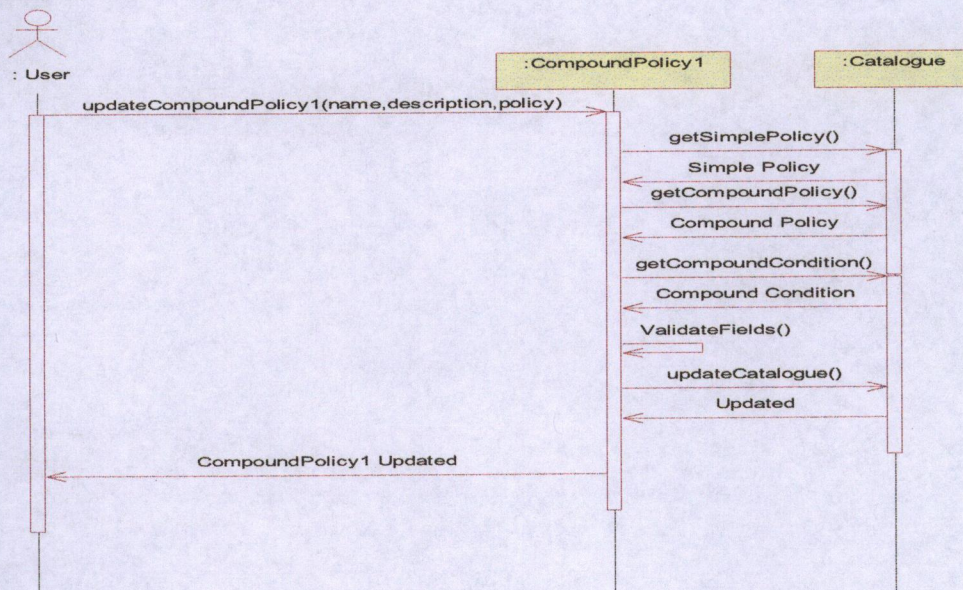 : User
:CompoundPolicy1
:Catalogue
updateCompoundPolicy1(name,description,policy)
getSimplePolicy()
Simple Policy
getCompoundPolicy()
Compound Policy
getCompoundCondition()
Compound Condition
ValidateFields()
updateCatalogue()
Updated
CompoundPolicy1 Updated